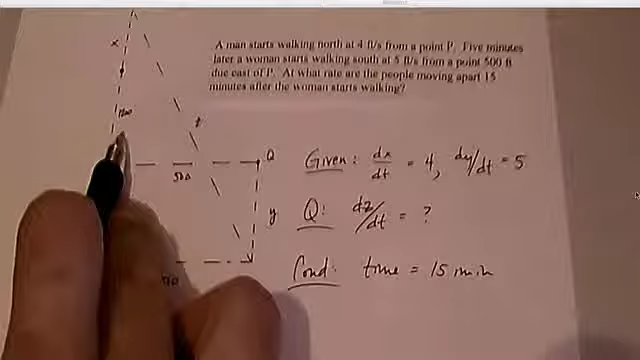 A man starts walking north at 4 ft/s from a point P. Five minutes
later a woman starts walking south at 5 ft/s from a point 500 ft
due east of P. At what rate are the people moving apart 15
minutes after the woman starts walking?
x
1200
Q
500
Given: dx/dt = 4, dy/dt = 5
y
Q: dz/dt = ?
Cond: time = 15 min